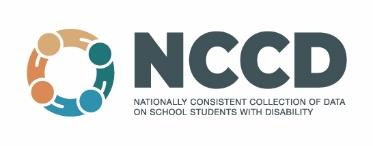 NCCD
NATIONALLY CONSISTENT COLLECTION OF DATA
ON SCHOOL STUDENTS WITH DISABILITY